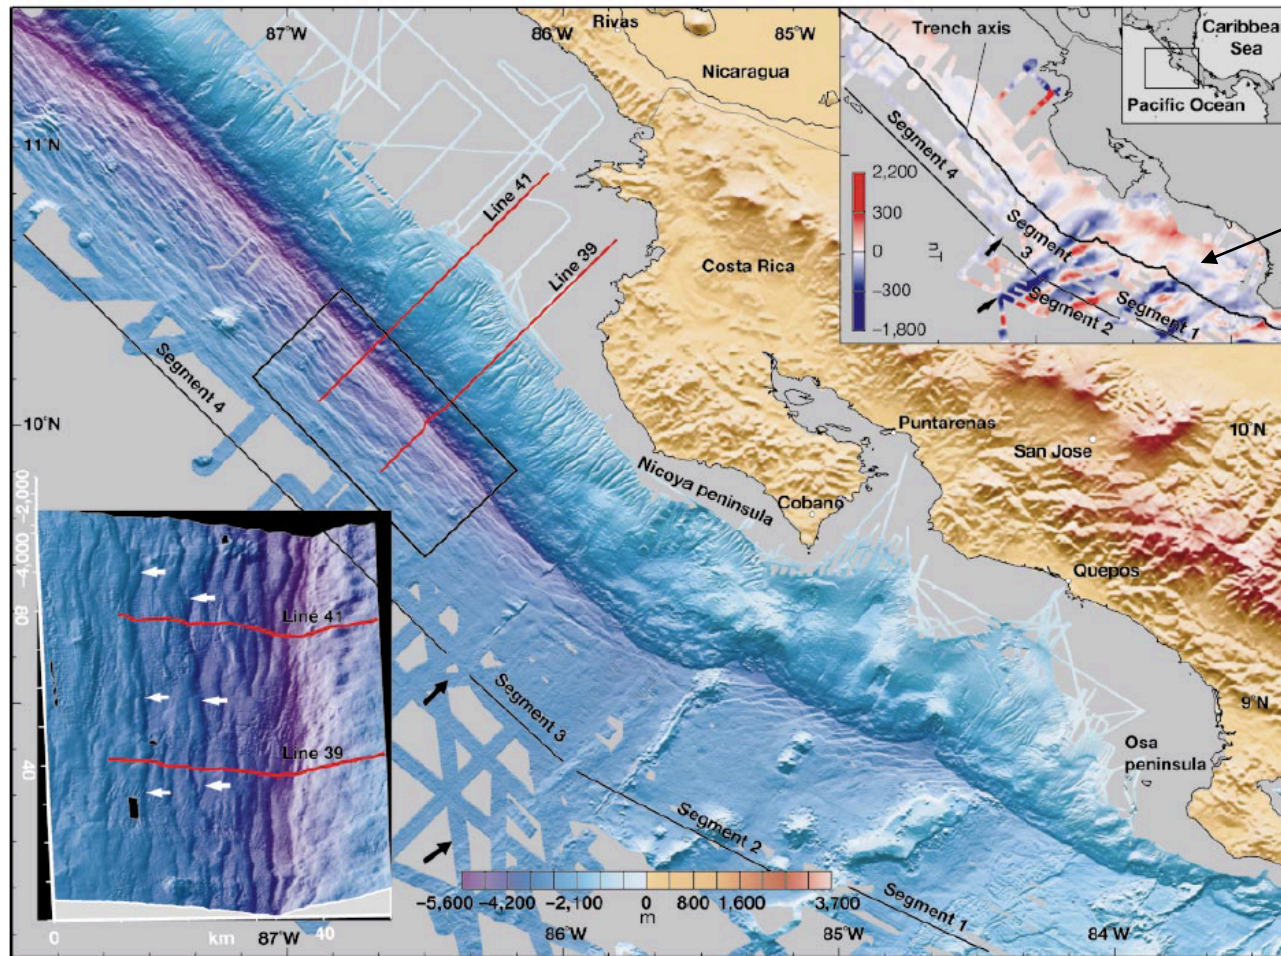 87°W
Rivas
86°W
85°W
Nicaragua
Trench axis
Caribbean
Sea
Pacific Ocean
Segment 4
Segment
3
Segment 2
Segment 1
2,200
300
0
−300
−1,800
nT
11°N
Line 41
Line 39
Costa Rica
Segment 4
10°N
Puntarenas
10°N
San Jose
Nicoya peninsula
Cobano
Quepos
−2,000
−4,000
80
40
Line 41
Line 39
0
km
40
Segment 3
9°N
Osa
peninsula
Segment 2
Segment 1
−5,600
−4,200
−2,100
0
800
1,600
3,700
m
87°W
86°W
85°W
84°W